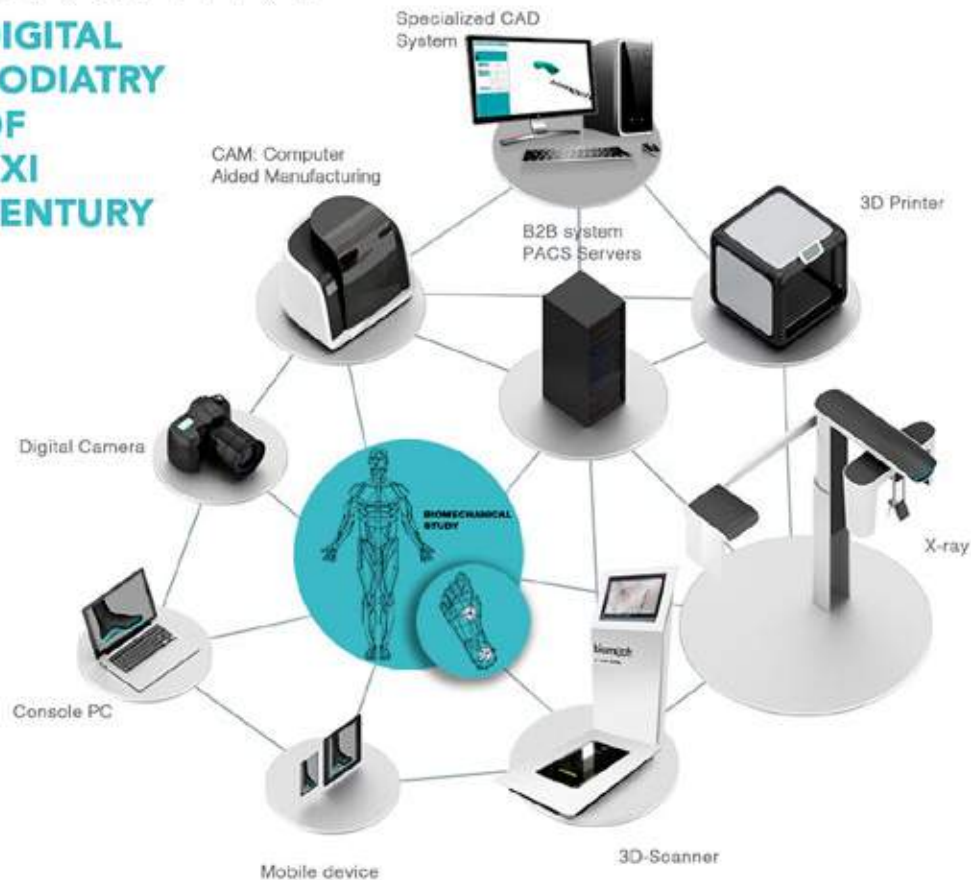 IGITAL
ODIATRY
OF
XI
ENTURY
Specialized CAD
System
CAM: Computer
Aided Manufacturing
3D Printer
B2B system
PACS Servers
Digital Camera
BIOMECHANICAL
STUDY
X-ray
Console PC
Mobile device
3D-Scanner